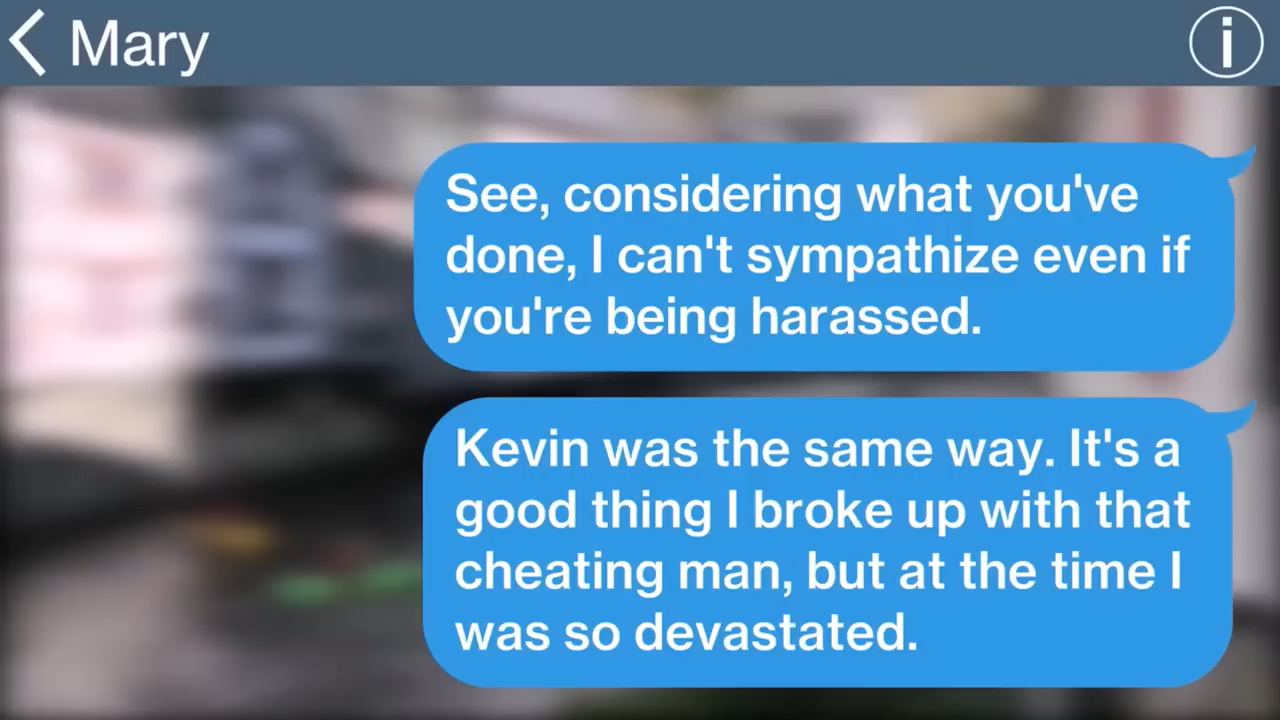 Mary
See, considering what you've
done, I can't sympathize even if
you're being harassed.
Kevin was the same way. It's a
good thing I broke up with that
cheating man, but at the time I
was so devastated.